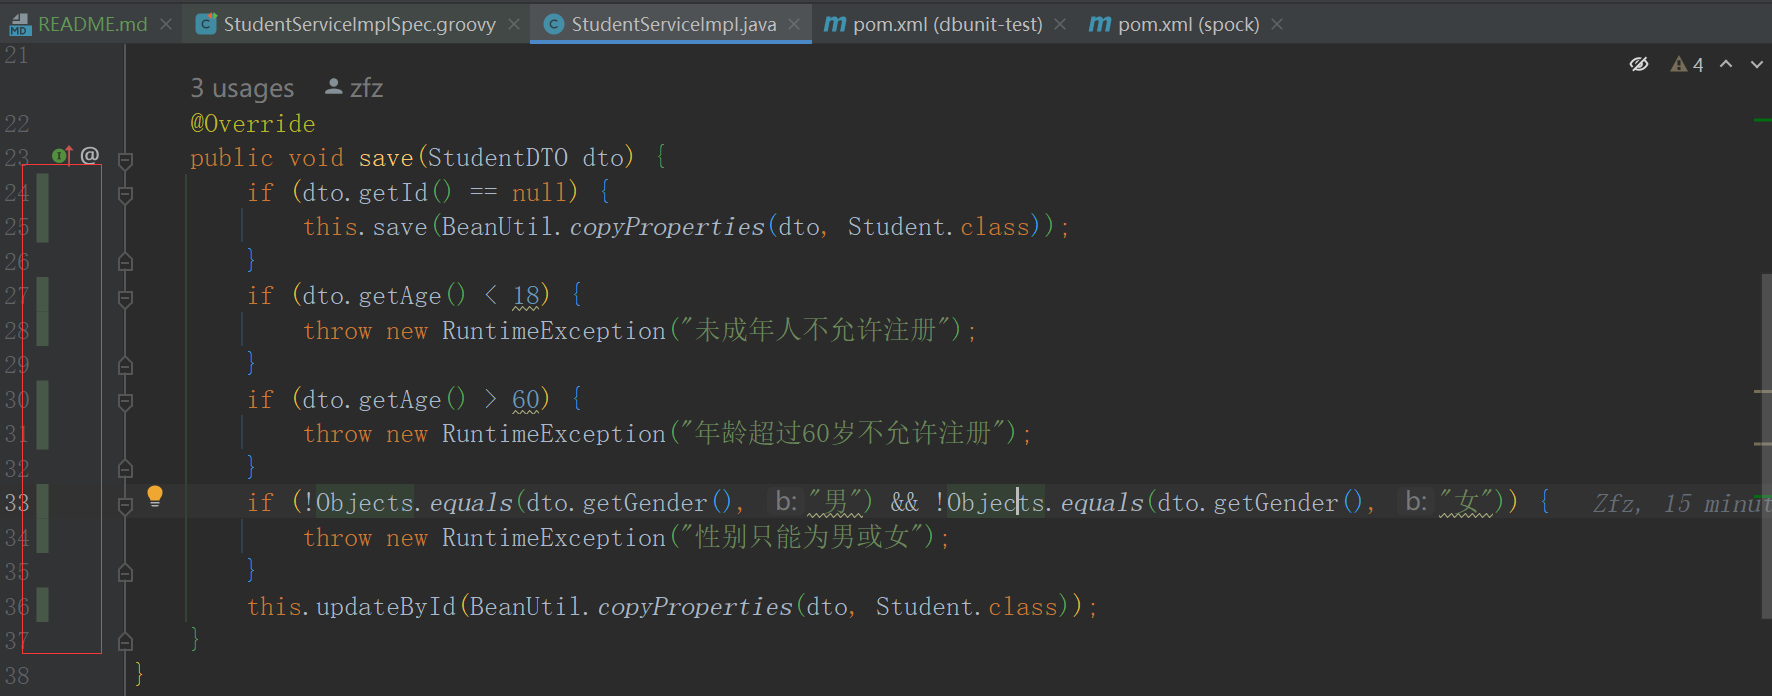 README.md StudentServiceImplSpec.groovy StudentServiceImpl.java pom.xml (dbunit-test) pom.xml (spock)
21
4
3 usages zfz
22 @Override
23 public void save(StudentDTO dto) {
24 if (dto.getId() == null) {
25 this.save(BeanUtil.copyProperties(dto, Student.class));
26 }
27 if (dto.getAge() < 18) {
28 throw new RuntimeException("未成年人不允许注册");
29 }
30 if (dto.getAge() > 60) {
31 throw new RuntimeException("年龄超过60岁不允许注册");
32 }
33 if (!Objects.equals(dto.getGender(), b: "男") && !Objects.equals(dto.getGender(), b: "女")) { Zfz, 15 minut
34 throw new RuntimeException("性别只能为男或女");
35 }
36 this.updateById(BeanUtil.copyProperties(dto, Student.class));
37 }
38 }